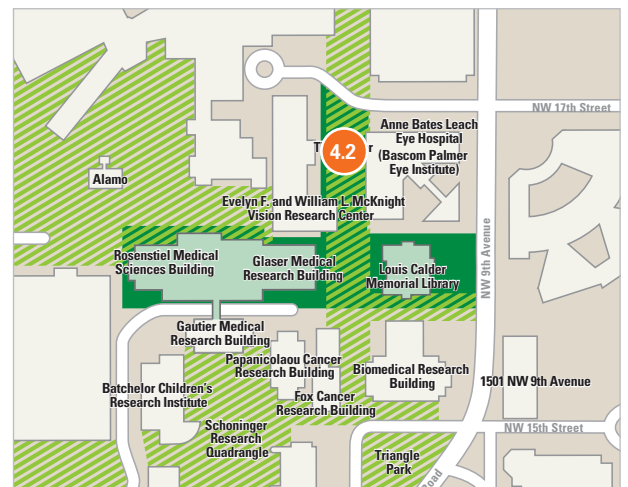 NW 17th Street
Anne Bates Leach
Eye Hospital
(Bascom Palmer
Eye Institute)
4.2
Alamo
Evelyn F. and William L. McKnight
Vision Research Center
NW 9th Avenue
Rosenstiel Medical
Sciences Building
Glaser Medical
Research Building
Louis Calder
Memorial Library
Gautier Medical
Research Building
Papanicolaou Cancer
Research Building
Biomedical Research
Building
Batchelor Children's
Research Institute
Fox Cancer
Research Building
1501 NW 9th Avenue
Schoninger
Research
Quadrangle
NW 15th Street
Triangle
Park
Road